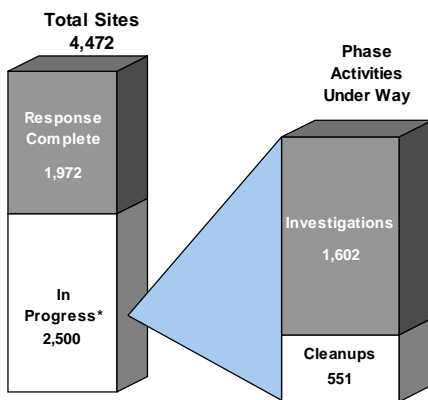 Total Sites
4,472
Response
Complete
1,972
In
Progress*
2,500
Phase
Activities
Under Way
Investigations
1,602
Cleanups
551